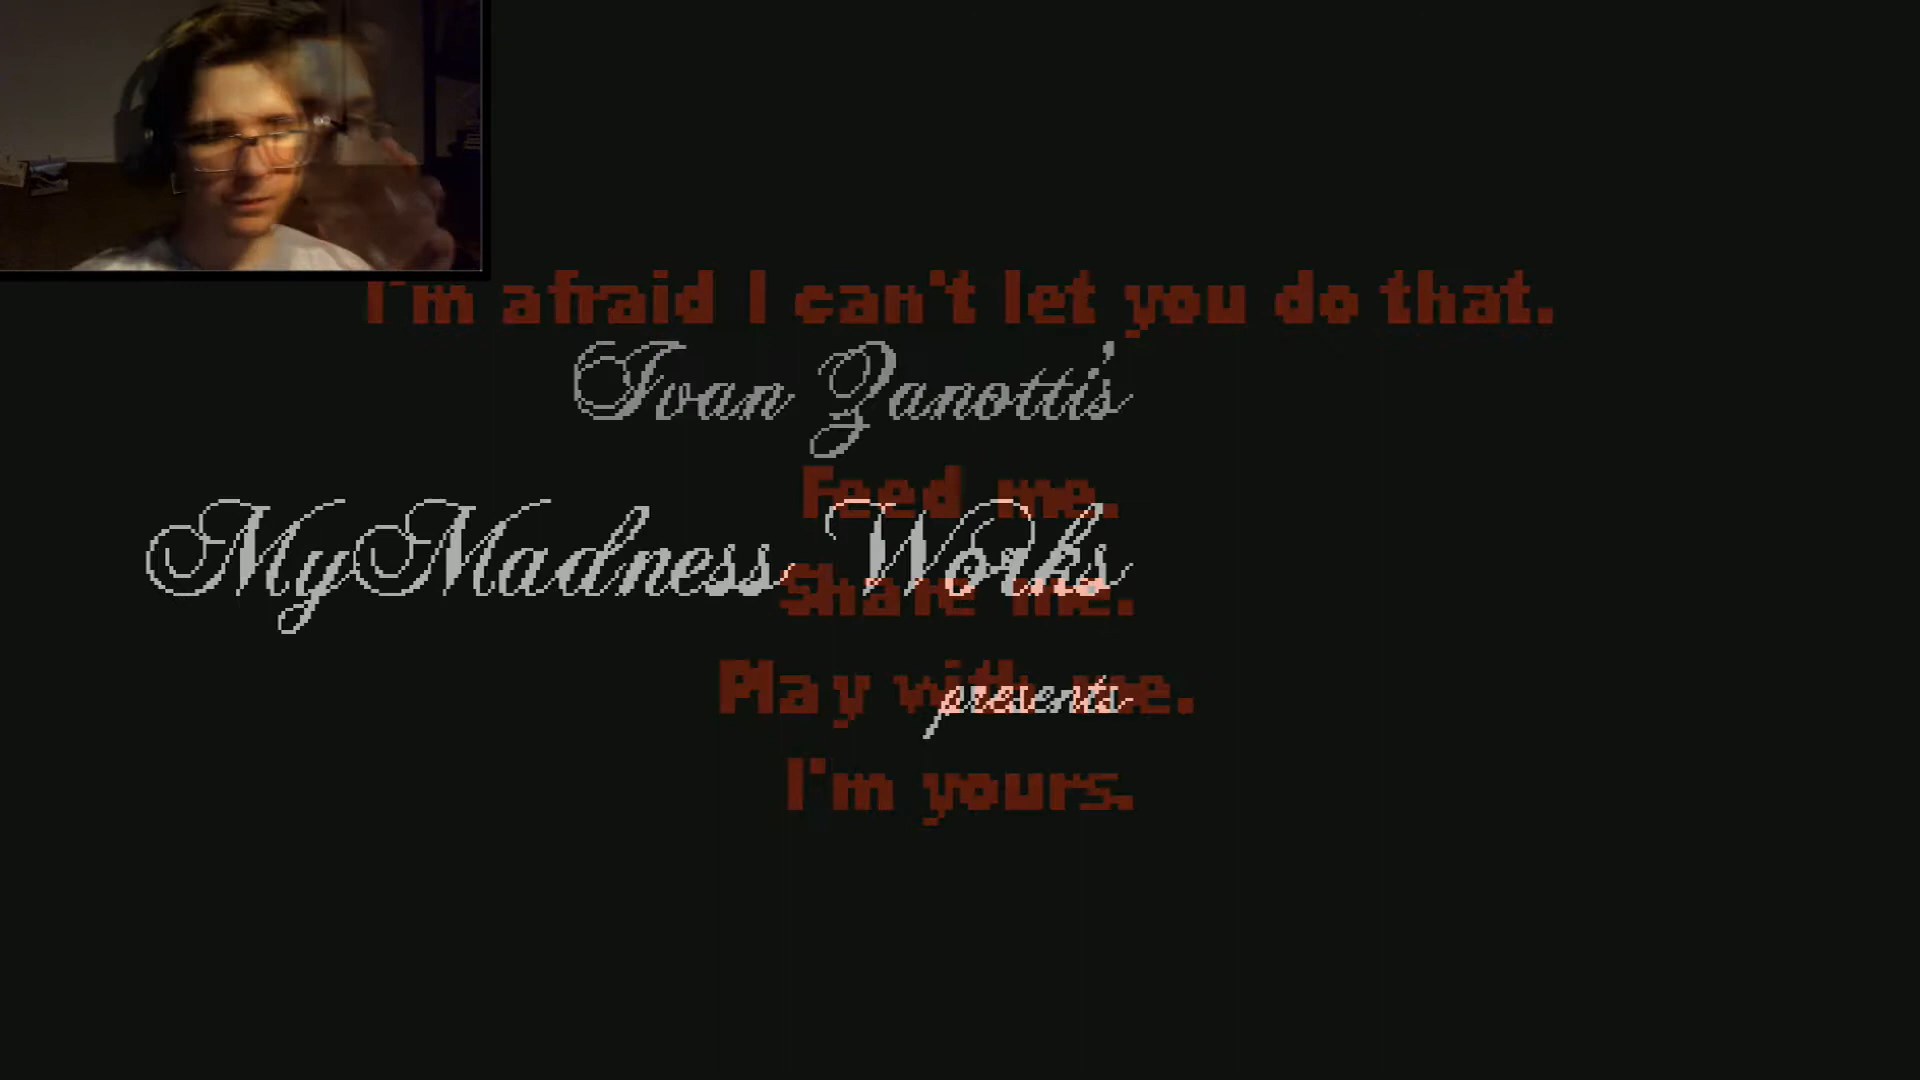 I'm afraid I can't let you do that.
Ivan Zanotti's
Feed me.
MyMadness Works
Share me.
Play with me.
presents
I'm yours.